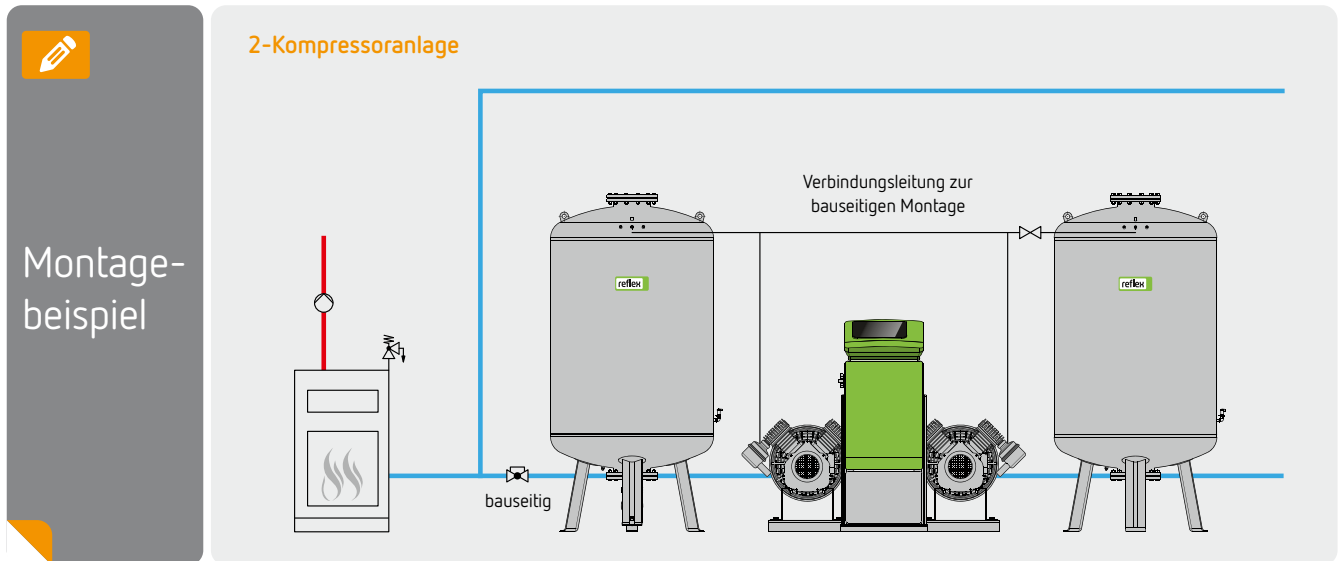 Montage-
beispiel
2-Kompressoranlage
Verbindungsleitung zur
bauseitigen Montage
reflex
reflex
bauseitig